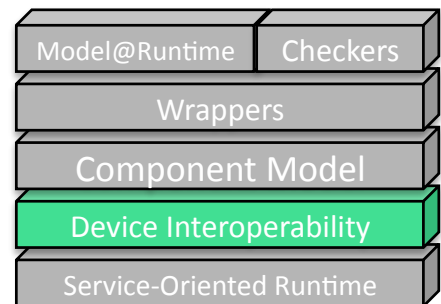 Model@Runtime Checkers
Wrappers
Component Model
Device Interoperability
Service-Oriented Runtime